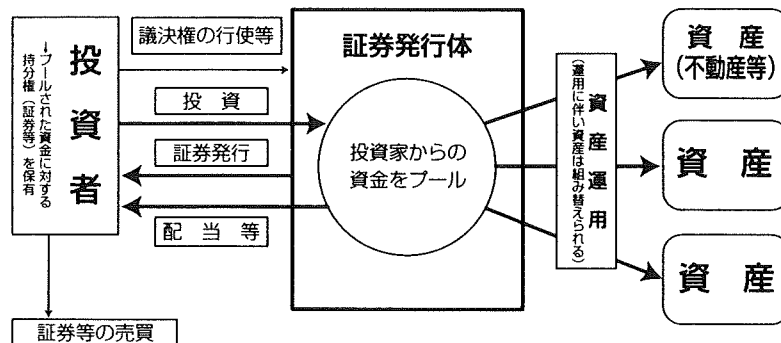 投資者
→プールされた資金に対する
持分権（証券等）を保有
議決権の行使等
投資
証券発行
配当等
証券等の売買
証券発行体
投資家からの
資金をプール
資産運用
（運用に伴い資産は組み替えられる）
資産
（不動産等）
資産
資産